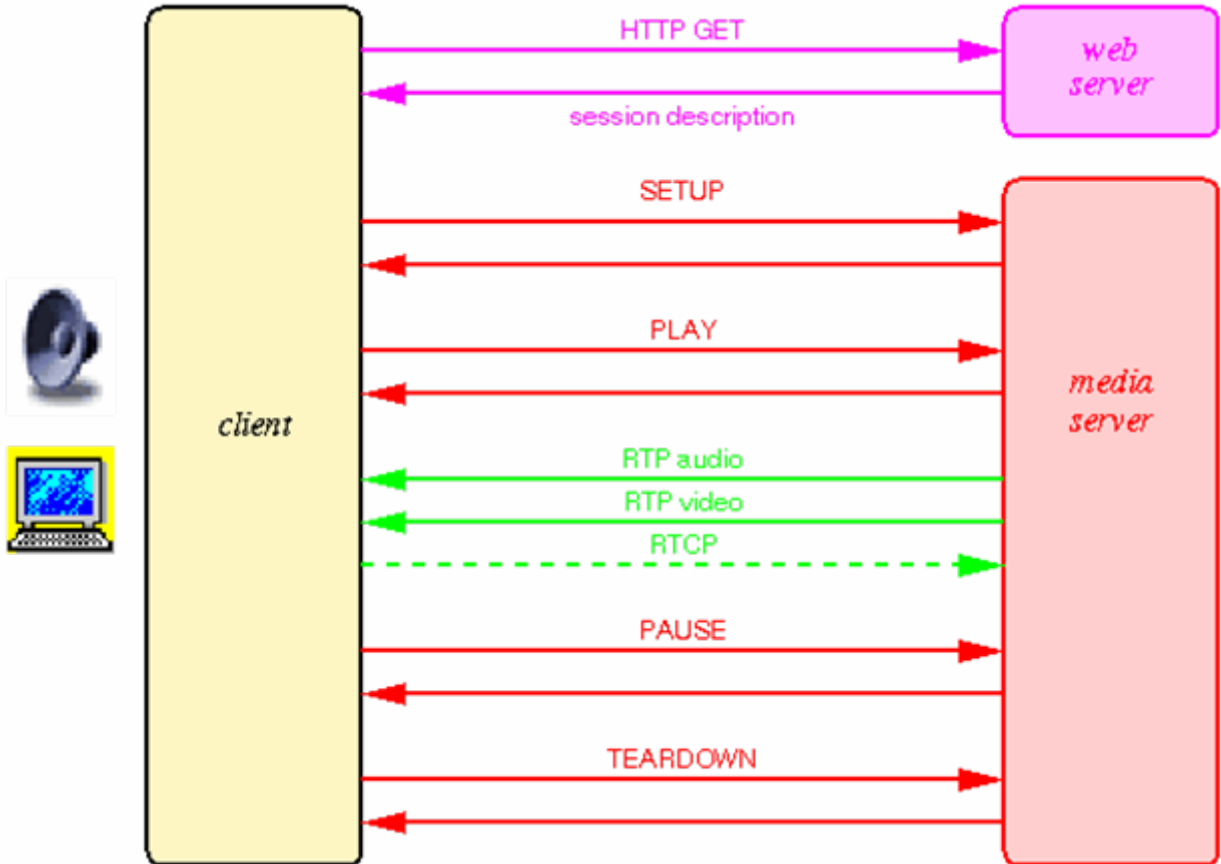 HTTP GET
web
server
session description
SETUP
PLAY
media
server
client
RTP audio
RTP video
RTCP
PAUSE
TEARDOWN